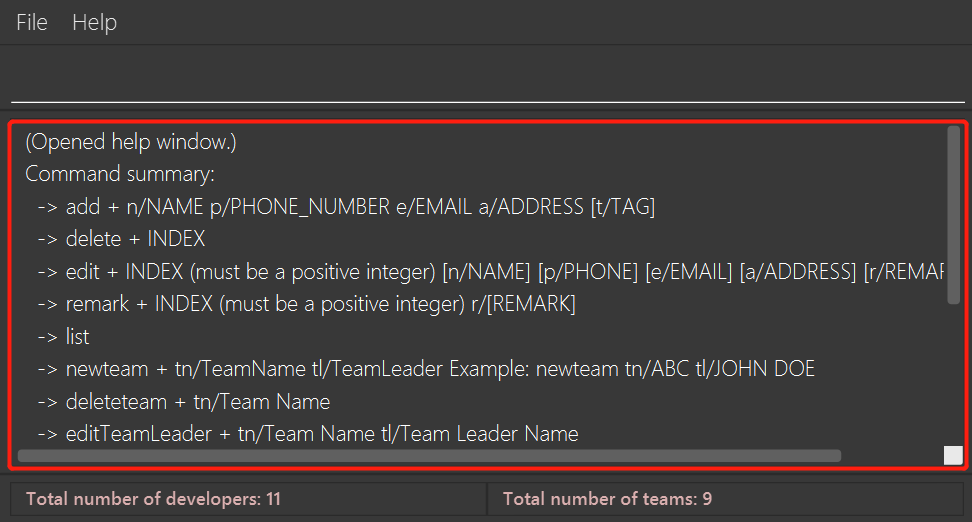 File Help
(Opened help window.)
Command summary:
-> add + n/NAME p/PHONE_NUMBER e/EMAIL a/ADDRESS [t/TAG]
-> delete + INDEX
-> edit + INDEX (must be a positive integer) [n/NAME] [p/PHONE] [e/EMAIL] [a/ADDRESS] [r/REMAR
-> remark + INDEX (must be a positive integer) r/[REMARK]
-> list
-> newteam + tn/TeamName tl/TeamLeader Example: newteam tn/ABC tl/JOHN DOE
-> deleteteam + tn/Team Name
-> editTeamLeader + tn/Team Name tl/Team Leader Name
Total number of developers: 11
Total number of teams: 9